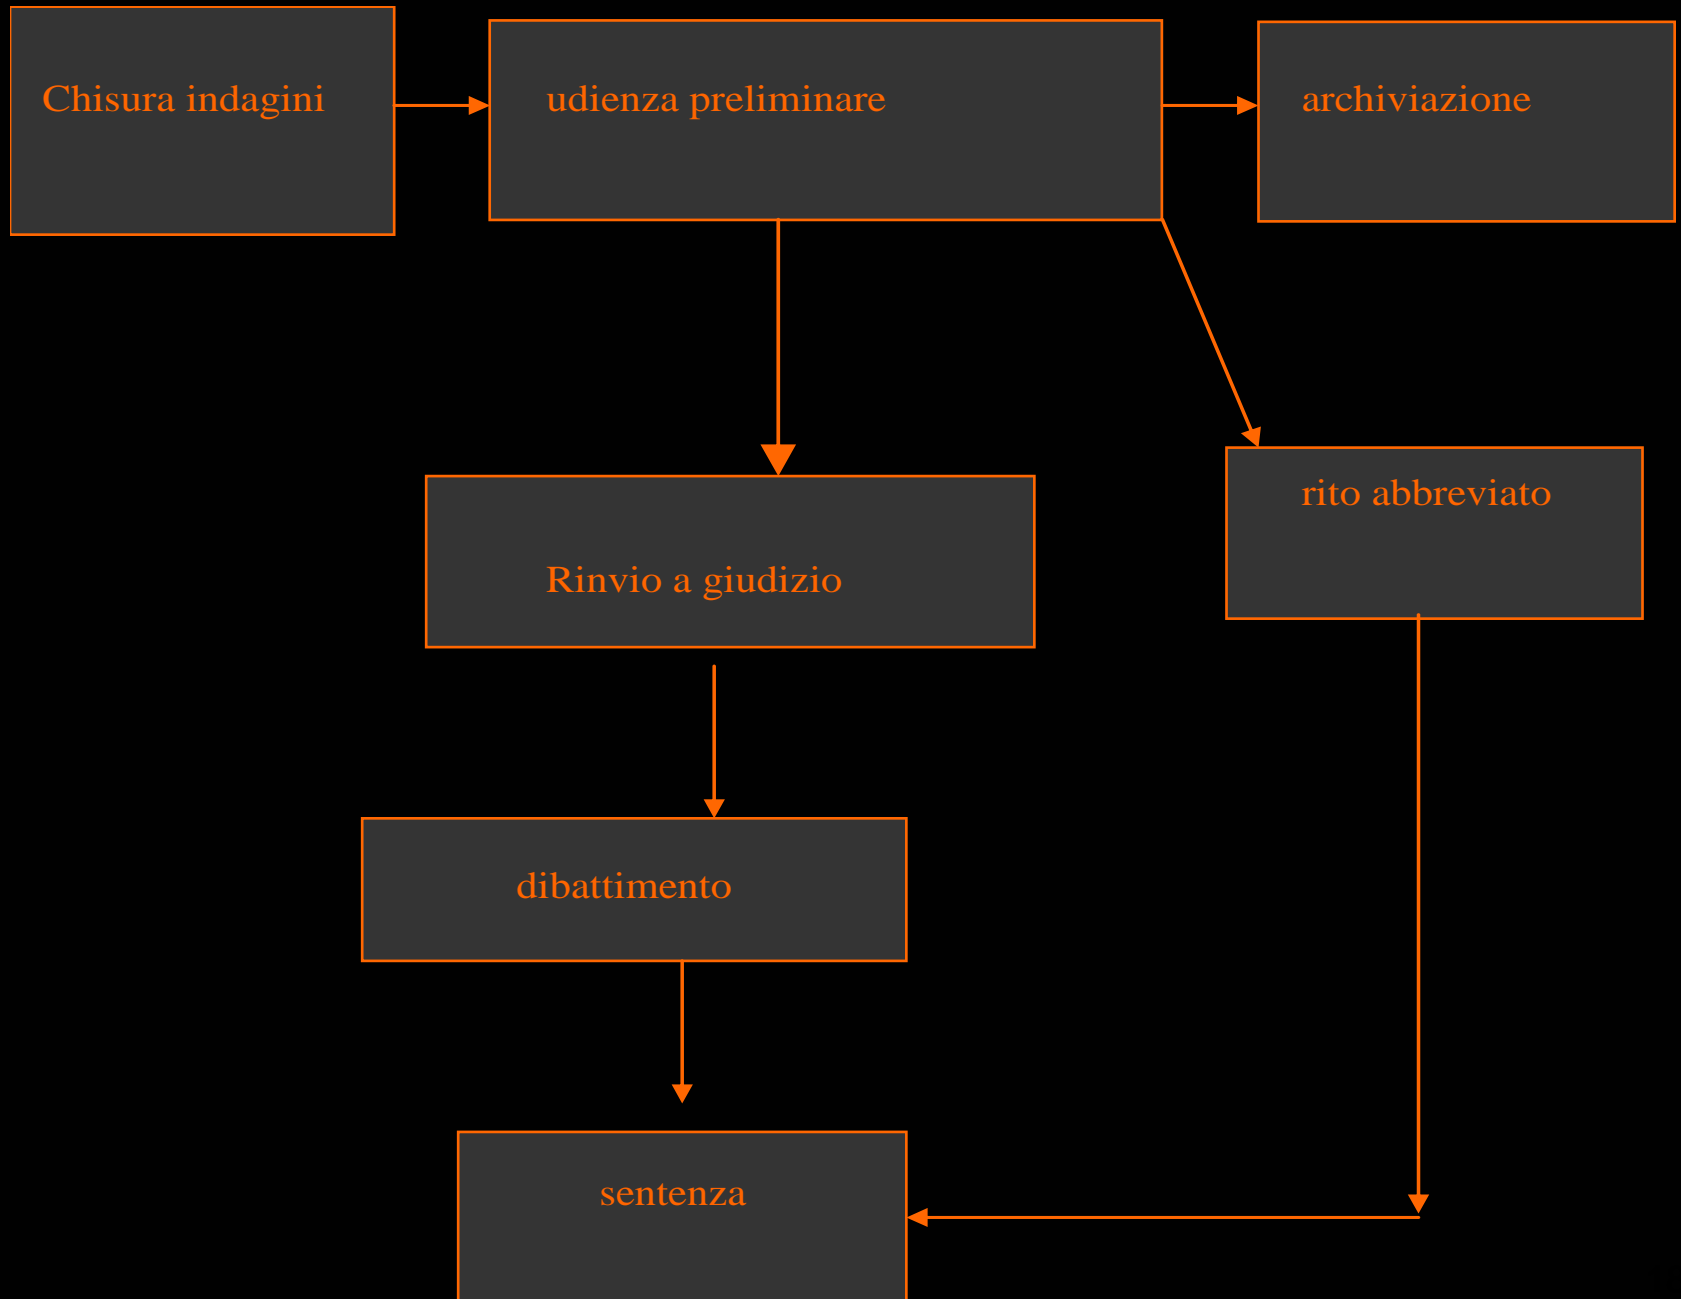 Chisura indagini
udienza preliminare
archiviazione
rito abbreviato
Rinvio a giudizio
dibattimento
sentenza